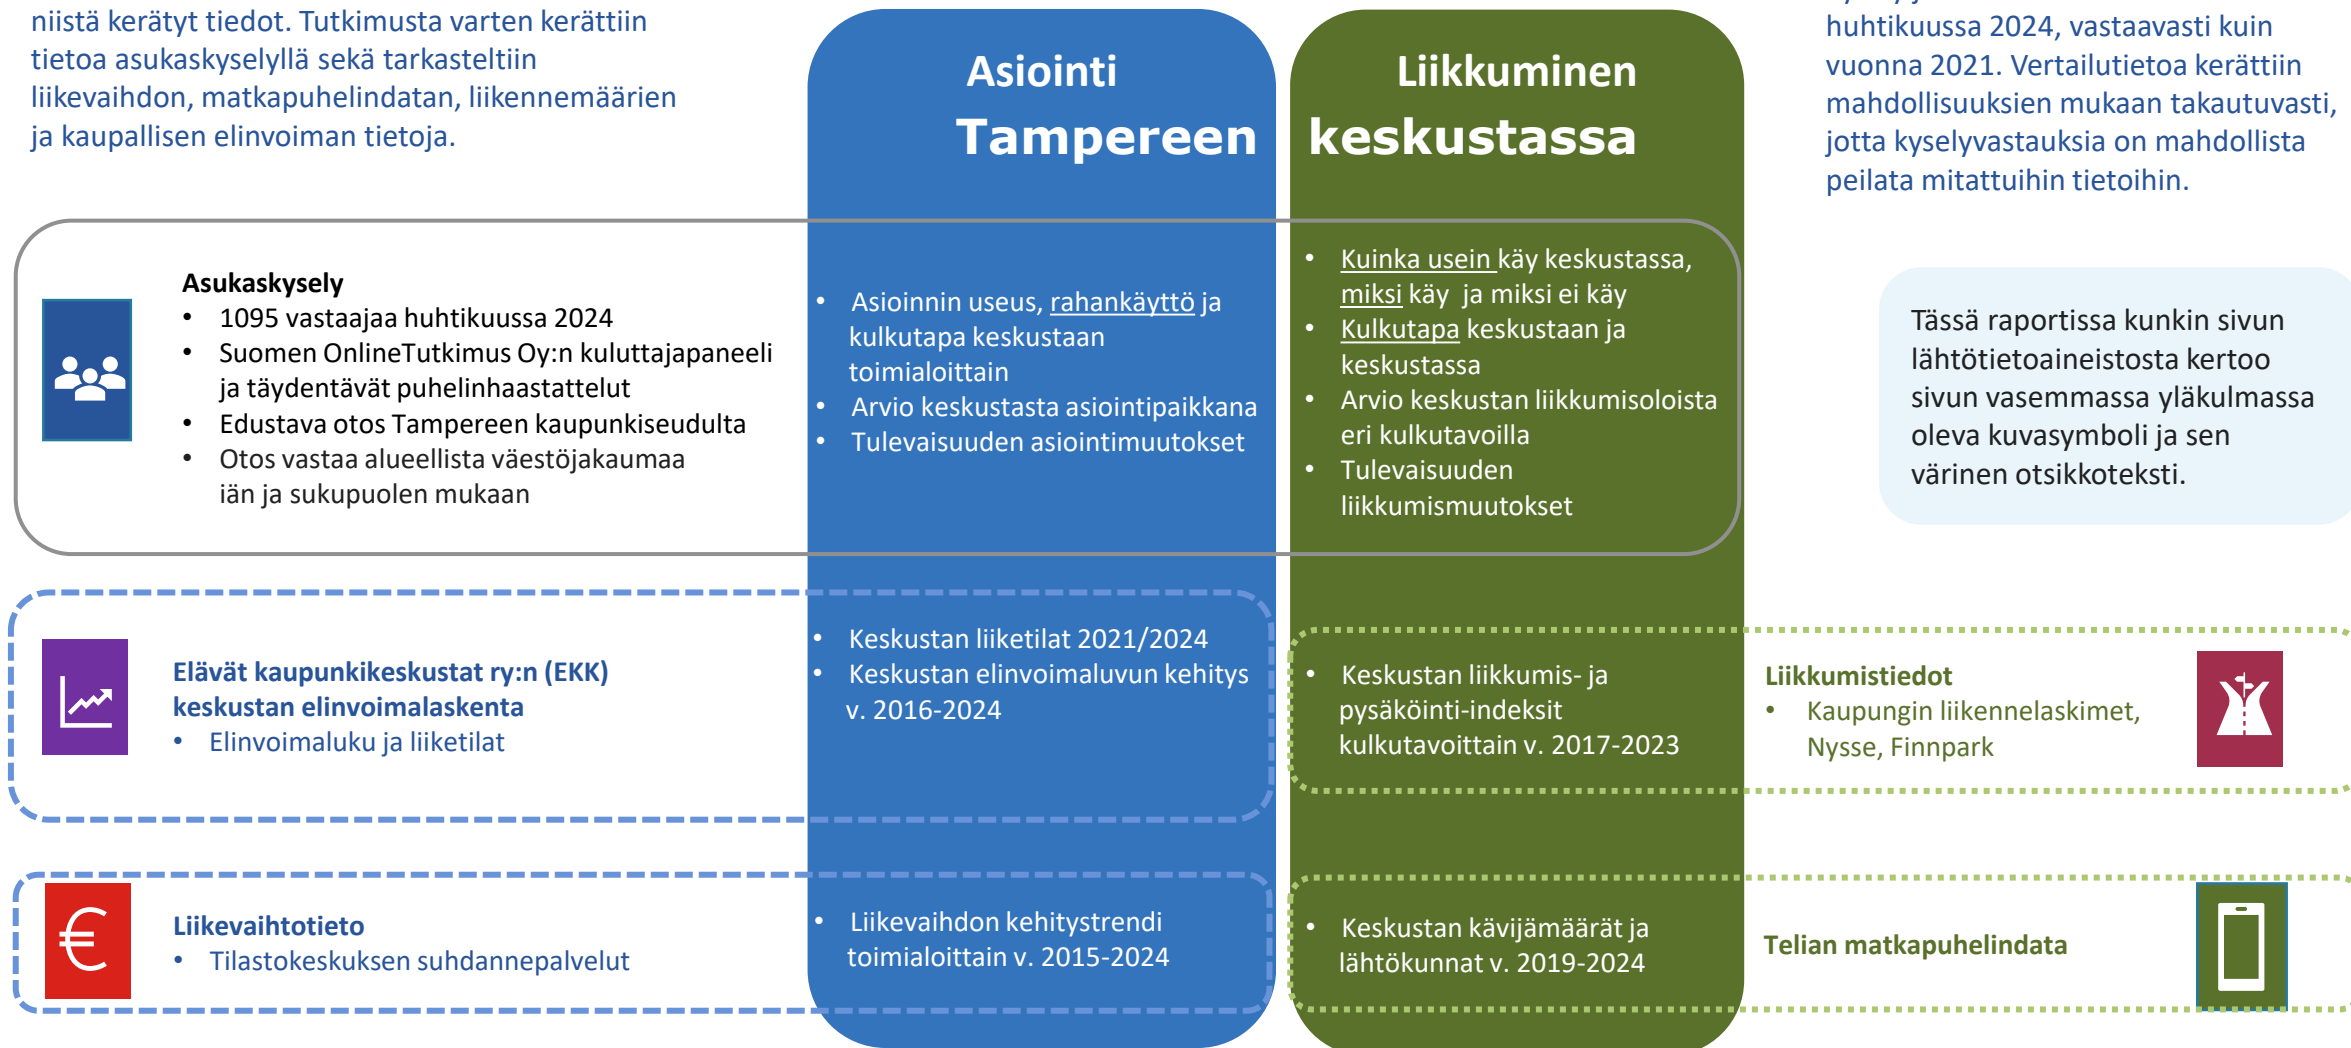 niistä kerätyt tiedot. Tutkimusta varten kerättiin
tietoa asukaskyselyllä sekä tarkasteltiin
liikevaihdon, matkapuhelindatan, liikennemäärien
ja kaupallisen elinvoiman tietoja.
Asiointi
Tampereen
Liikkuminen
keskustassa
huhtikuussa 2024, vastaavasti kuin
vuonna 2021. Vertailutietoa kerättiin
mahdollisuuksien mukaan takautuvasti,
jotta kyselyvastauksia on mahdollista
peilata mitattuihin tietoihin.
Asukaskysely
• 1095 vastaajaa huhtikuussa 2024
• Suomen OnlineTutkimus Oy:n kuluttajapaneeli
ja täydentävät puhelinhaastattelut
• Edustava otos Tampereen kaupunkiseudulta
• Otos vastaa alueellista väestöjakaumaa
iän ja sukupuolen mukaan
• Asioinnin useus, rahankäyttö ja
kulkutapa keskustaan
toimialoittain
• Arvio keskustasta asiointipaikkana
• Tulevaisuuden asiointimuutokset
• Kuinka usein käy keskustassa,
miksi käy ja miksi ei käy
• Kulkutapa keskustaan ja
keskustassa
• Arvio keskustan liikkumisoloista
eri kulkutavoilla
• Tulevaisuuden
liikkumismuutokset
Tässä raportissa kunkin sivun
lähtötietoaineistosta kertoo
sivun vasemmassa yläkulmassa
oleva kuvasymboli ja sen
värinen otsikkoteksti.
Elävät kaupunkikeskustat ry:n (EKK)
keskustan elinvoimalaskenta
• Elinvoimaluku ja liiketilat
• Keskustan liiketilat 2021/2024
• Keskustan elinvoimaluvun kehitys
v. 2016-2024
• Keskustan liikkumis- ja
pysäköinti-indeksit
kulkutavoittain v. 2017-2023
Liikkumistiedot
• Kaupungin liikennelaskimet,
Nysse, Finnpark
€
Liikevaihtotieto
• Tilastokeskuksen suhdannepalvelut
• Liikevaihdon kehitystrendi
toimialoittain v. 2015-2024
• Keskustan kävijämäärät ja
lähtökunnat v. 2019-2024
Telian matkapuhelindata